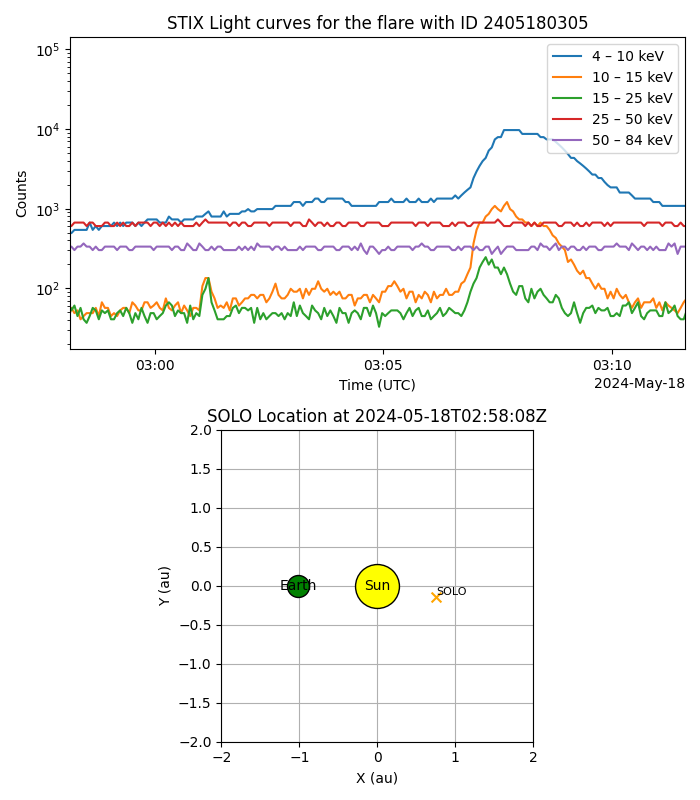 STIX Light curves for the flare with ID 2405180305
10⁵
10⁴
10³
10²
Counts
4 – 10 keV
10 – 15 keV
15 – 25 keV
25 – 50 keV
50 – 84 keV
03:00
03:05
03:10
Time (UTC)
2024-May-18
SOLO Location at 2024-05-18T02:58:08Z
2.0
1.5
1.0
0.5
0.0
−0.5
−1.0
−1.5
−2.0
Y (au)
Earth
Sun
SOLO
−2
−1
0
1
2
X (au)